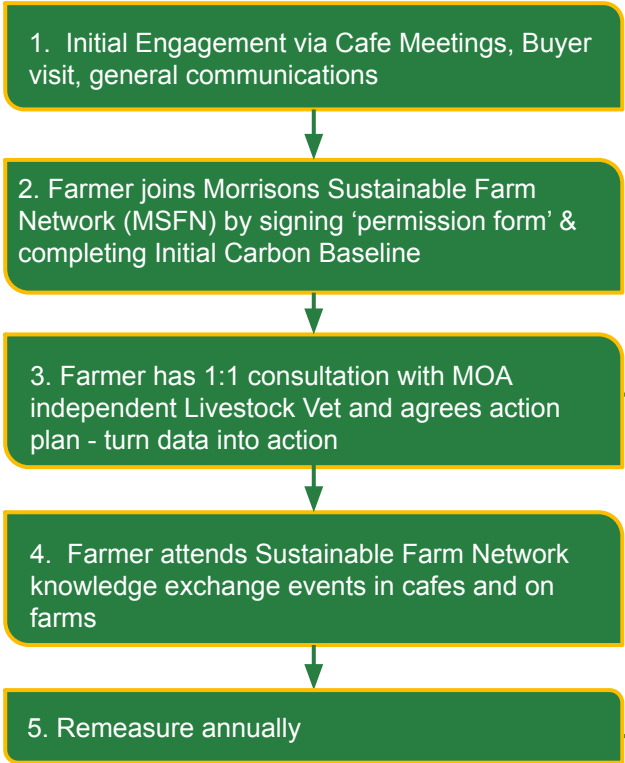 1. Initial Engagement via Cafe Meetings, Buyer
visit, general communications
2. Farmer joins Morrisons Sustainable Farm
Network (MSFN) by signing ‘permission form’ &
completing Initial Carbon Baseline
3. Farmer has 1:1 consultation with MOA
independent Livestock Vet and agrees action
plan - turn data into action
4. Farmer attends Sustainable Farm Network
knowledge exchange events in cafes and on
farms
5. Remeasure annually